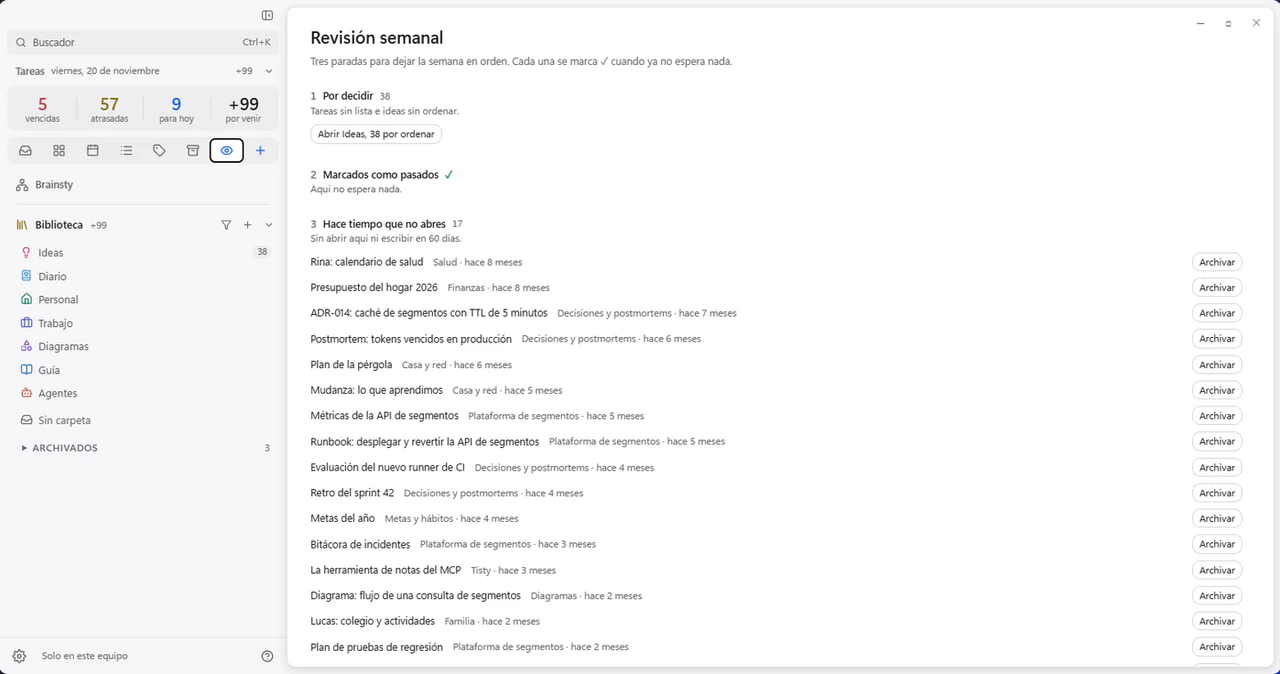 Buscador Ctrl+K
Tareas viernes, 20 de noviembre +99
5 57 9 +99
vencidas atrasadas para hoy por venir
Brainsty
Biblioteca +99
Ideas 38
Diario
Personal
Trabajo
Diagramas
Guía
Agentes
Sin carpeta
ARCHIVADOS 3
Solo en este equipo
Revisión semanal
Tres paradas para dejar la semana en orden. Cada una se marca ✓ cuando ya no espera nada.
1 Por decidir 38
Tareas sin lista e ideas sin ordenar.
Abrir Ideas, 38 por ordenar
2 Marcados como pasados ✓
Aquí no espera nada.
3 Hace tiempo que no abres 17
Sin abrir aquí ni escribir en 60 días.
Rina: calendario de salud Salud · hace 8 meses Archivar
Presupuesto del hogar 2026 Finanzas · hace 8 meses Archivar
ADR-014: caché de segmentos con TTL de 5 minutos Decisiones y postmortems · hace 7 meses Archivar
Postmortem: tokens vencidos en producción Decisiones y postmortems · hace 6 meses Archivar
Plan de la pérgola Casa y red · hace 6 meses Archivar
Mudanza: lo que aprendimos Casa y red · hace 5 meses Archivar
Métricas de la API de segmentos Plataforma de segmentos · hace 5 meses Archivar
Runbook: desplegar y revertir la API de segmentos Plataforma de segmentos · hace 5 meses Archivar
Evaluación del nuevo runner de CI Decisiones y postmortems · hace 4 meses Archivar
Retro del sprint 42 Decisiones y postmortems · hace 4 meses Archivar
Metas del año Metas y hábitos · hace 4 meses Archivar
Bitácora de incidentes Plataforma de segmentos · hace 3 meses Archivar
La herramienta de notas del MCP Tisty · hace 3 meses Archivar
Diagrama: flujo de una consulta de segmentos Diagramas · hace 2 meses Archivar
Lucas: colegio y actividades Familia · hace 2 meses Archivar
Plan de pruebas de regresión Plataforma de segmentos · hace 2 meses Archivar